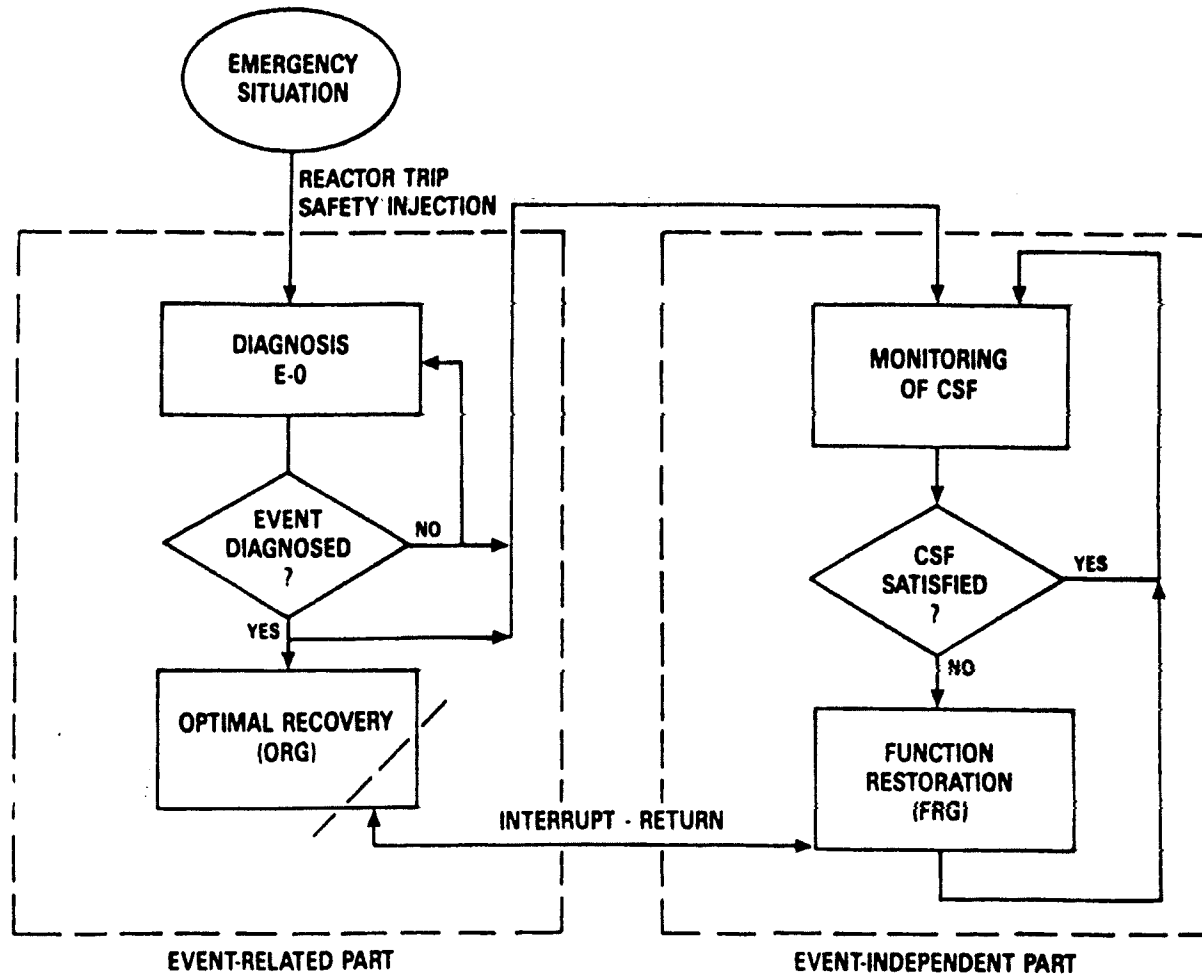 EMERGENCY
SITUATION
REACTOR TRIP
SAFETY INJECTION
DIAGNOSIS
E-0
EVENT
DIAGNOSED
?
NO
YES
OPTIMAL RECOVERY
(ORG)
INTERRUPT - RETURN
EVENT-RELATED PART
MONITORING
OF CSF
CSF
SATISFIED
?
YES
NO
FUNCTION
RESTORATION
(FRG)
EVENT-INDEPENDENT PART